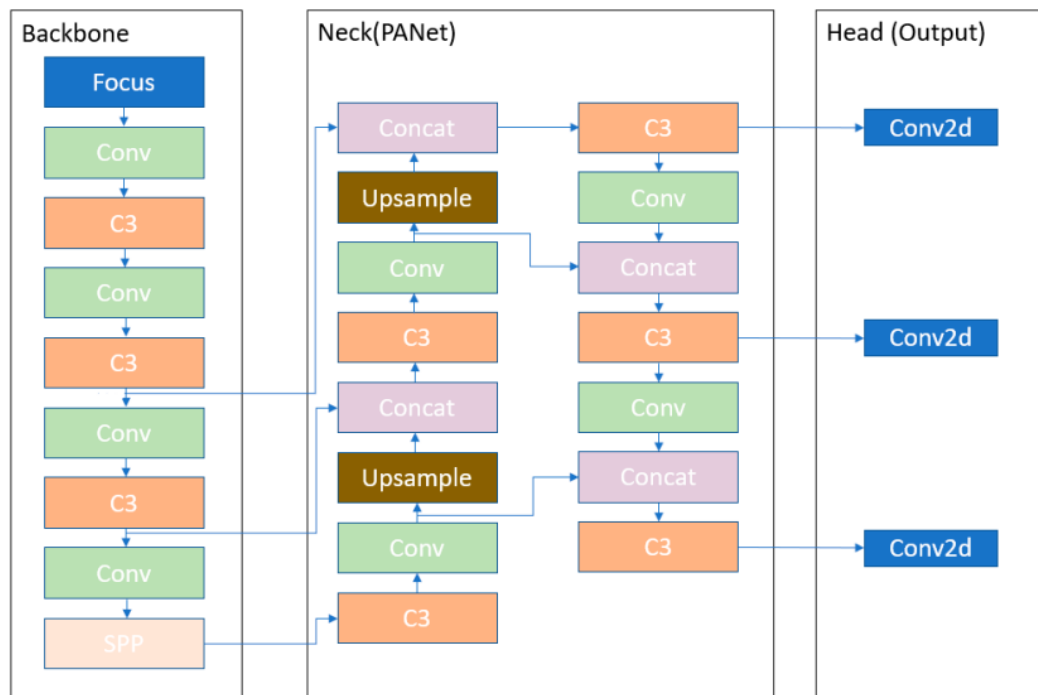 Backbone
Focus
Conv
C3
Conv
C3
Conv
C3
Conv
SPP
Neck(PANet)
Concat
Upsample
Conv
C3
Concat
Upsample
Conv
C3
C3
Conv
Concat
C3
Conv
Concat
C3
Head (Output)
Conv2d
Conv2d
Conv2d